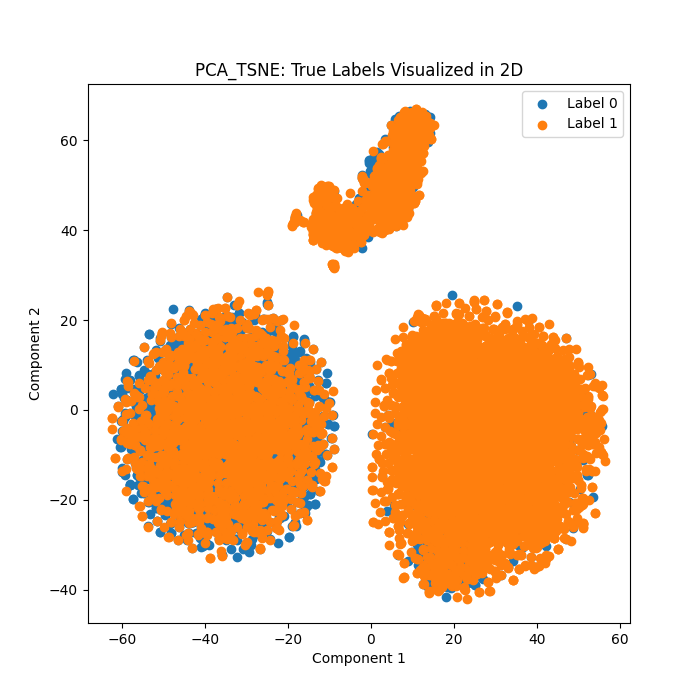 PCA_TSNE: True Labels Visualized in 2D
Label 0
Label 1
60
40
20
0
−20
−40
Component 2
−60
−40
−20
0
20
40
60
Component 1